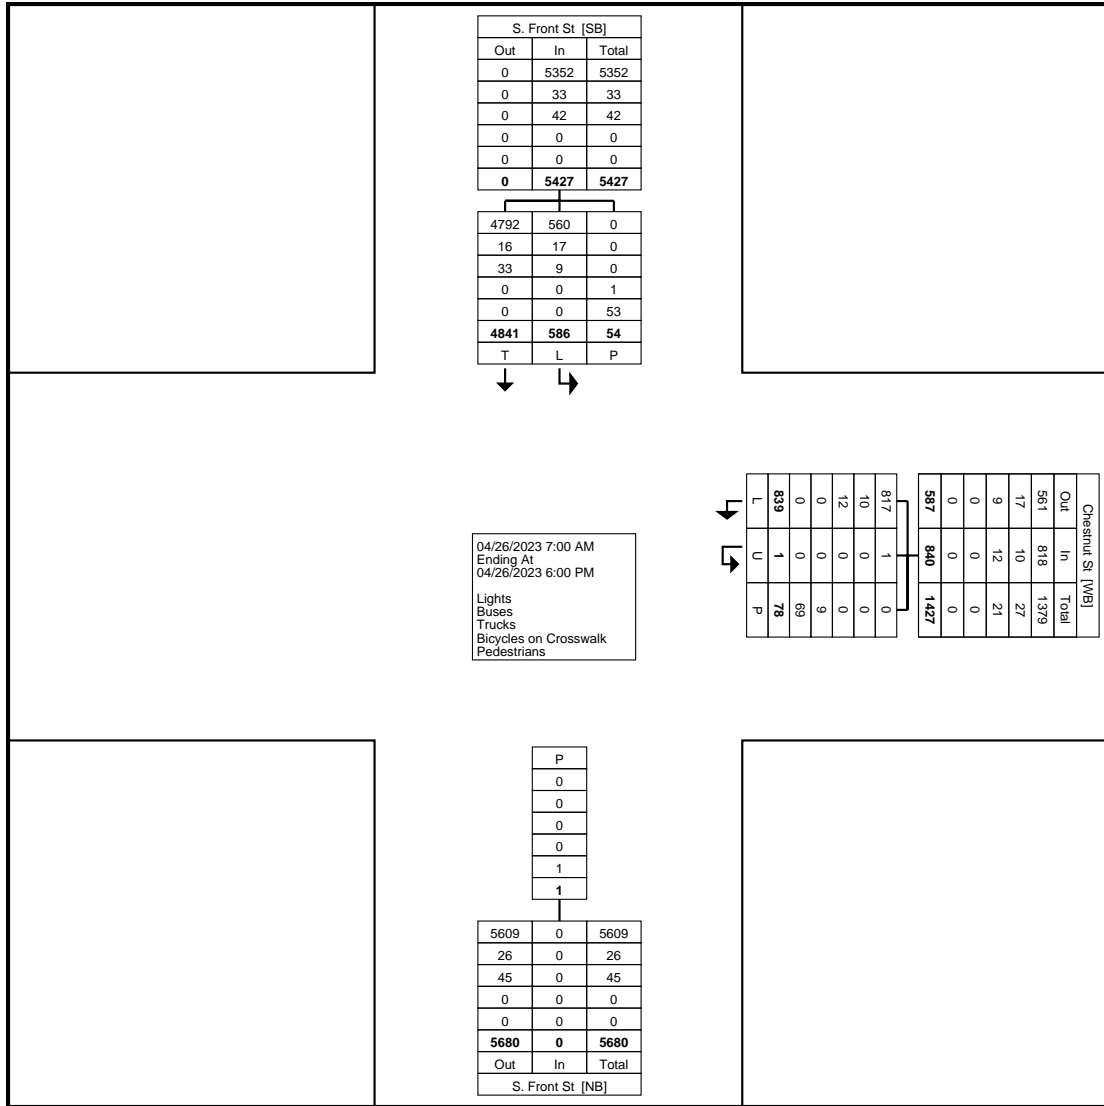 S. Front St [SB]
Out In Total
0 5352 5352
0 33 33
0 42 42
0 0 0
0 0 0
0 5427 5427
4792 560 0
16 17 0
33 9 0
0 0 1
0 0 53
4841 586 54
T L P
Chestnut St [WB]
Out In Total
561 818 1379
17 10 27
9 12 21
0 0 0
0 0 0
587 840 1427
817 1 0
10 0 0
12 0 0
0 0 9
0 0 69
839 1 78
L U P
04/26/2023 7:00 AM
Ending At
04/26/2023 6:00 PM
Lights
Buses
Trucks
Bicycles on Crosswalk
Pedestrians
P
0
0
0
0
1
1
5609 0 5609
26 0 26
45 0 45
0 0 0
0 0 0
5680 0 5680
Out In Total
S. Front St [NB]